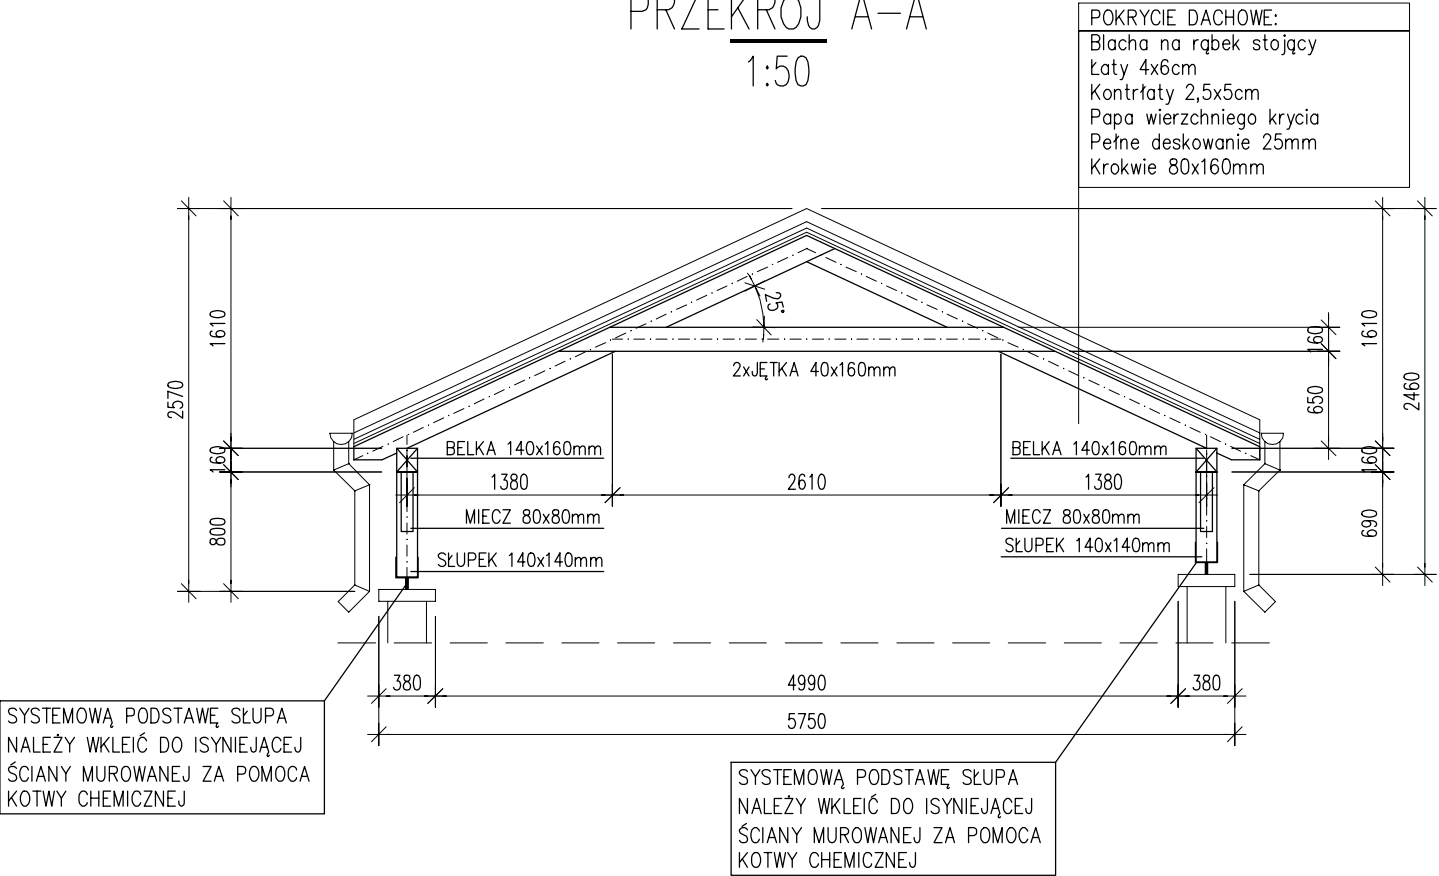 PRZEKRÓJ A-A
1:50
POKRYCIE DACHOWE:
Blacha na rąbek stojący
Łaty 4x6cm
Kontrłaty 2,5x5cm
Papa wierzchniego krycia
Pełne deskowanie 25mm
Krokwie 80x160mm
25°
2xJĘTKA 40x160mm
1610
2570
160
800
160
650
1610
2460
160
690
BELKA 140x160mm
BELKA 140x160mm
1380
2610
1380
MIECZ 80x80mm
MIECZ 80x80mm
SŁUPEK 140x140mm
SŁUPEK 140x140mm
380
4990
380
5750
SYSTEMOWĄ PODSTAWĘ SŁUPA
NALEŻY WKLEIĆ DO ISYNIEJĄCEJ
ŚCIANY MUROWANEJ ZA POMOCA
KOTWY CHEMICZNEJ
SYSTEMOWĄ PODSTAWĘ SŁUPA
NALEŻY WKLEIĆ DO ISYNIEJĄCEJ
ŚCIANY MUROWANEJ ZA POMOCA
KOTWY CHEMICZNEJ